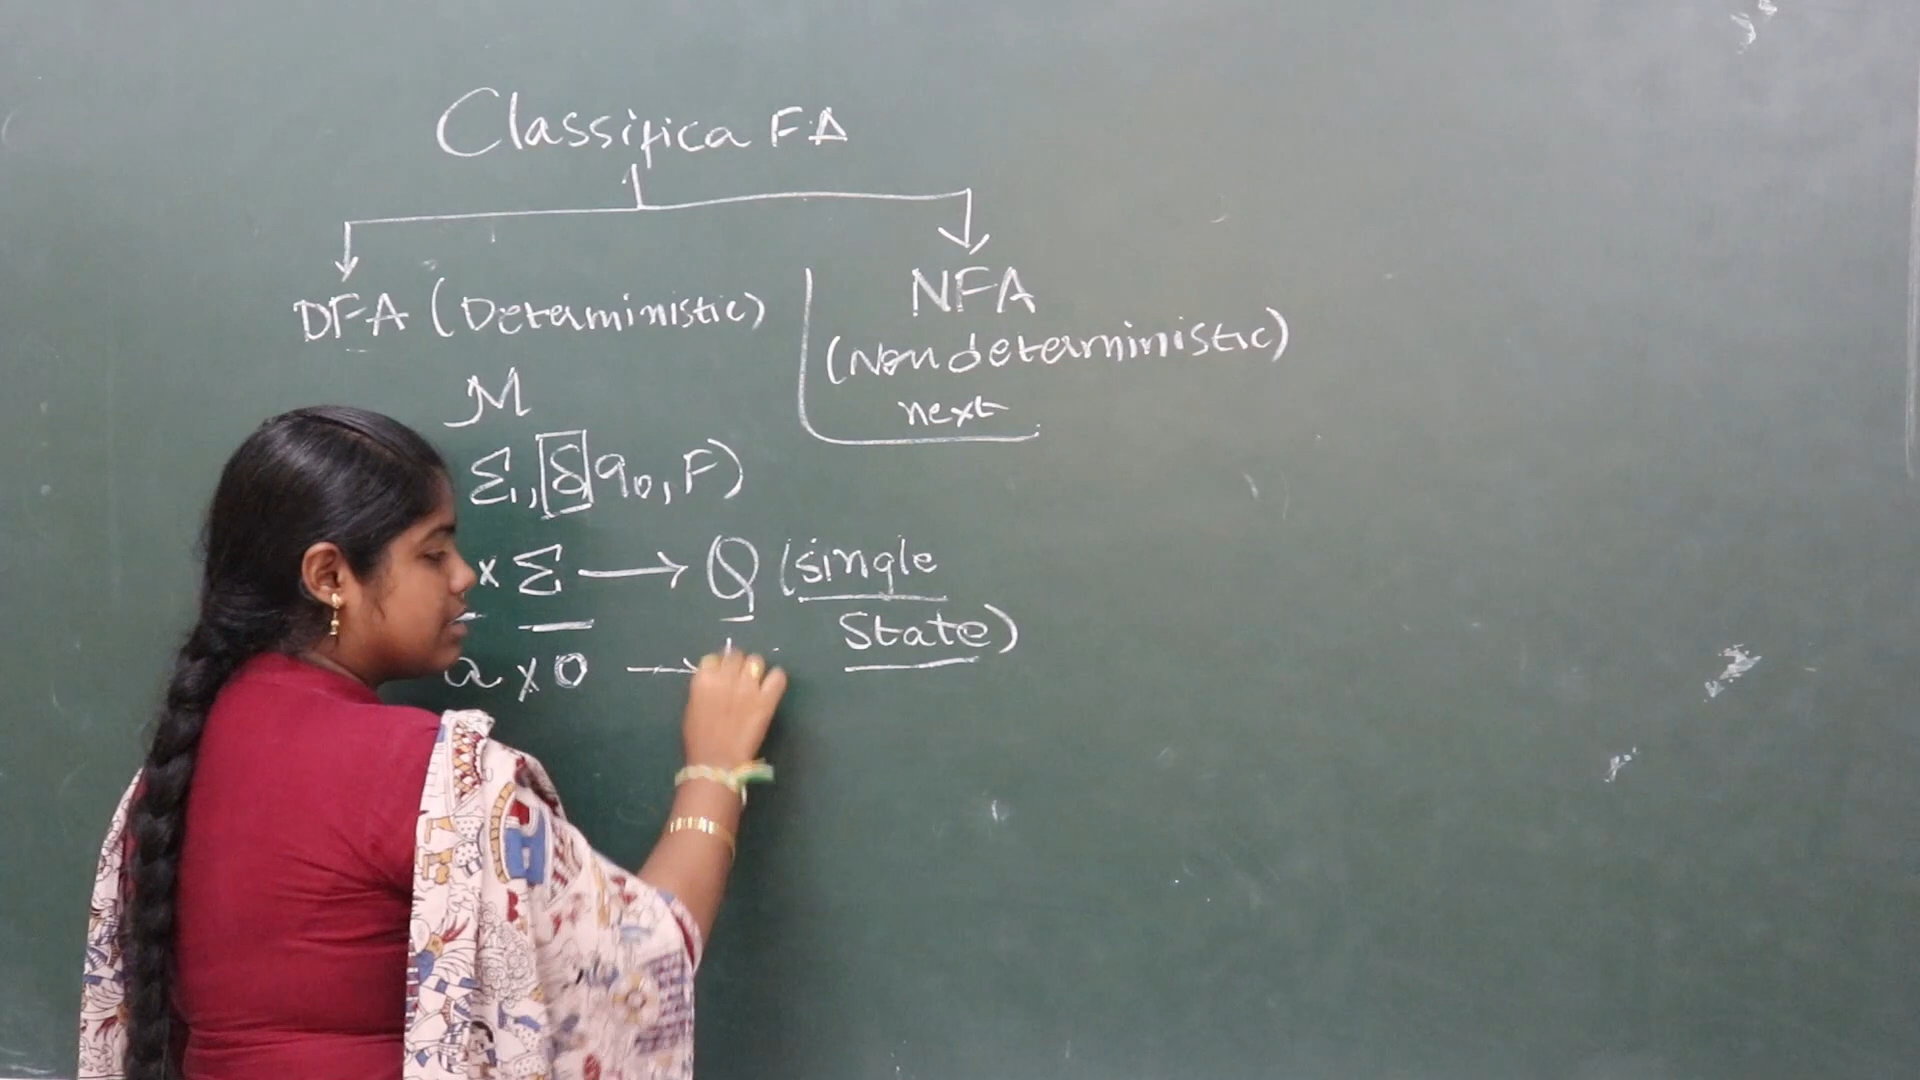 Classifica FA
DFA (Deterministic)
NFA
(Nondeterministic)
next
M
Σ, δ q₀, F)
x Σ → Q (single
State)
a x 0 →